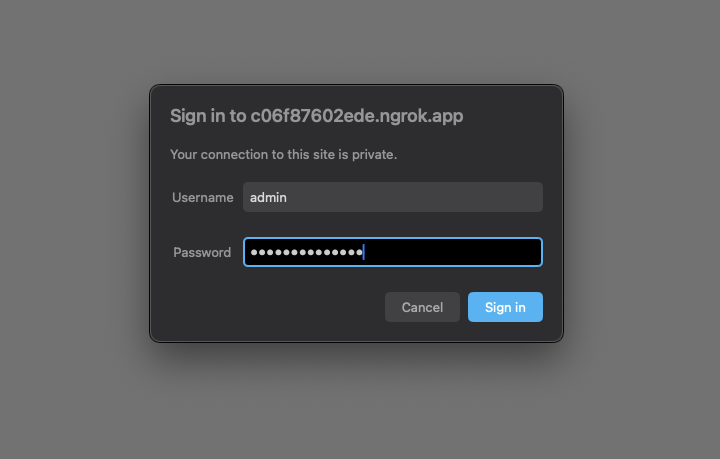 Sign in to c06f87602ede.ngrok.app
Your connection to this site is private.
Username admin
Password ••••••••••••••
Cancel Sign in